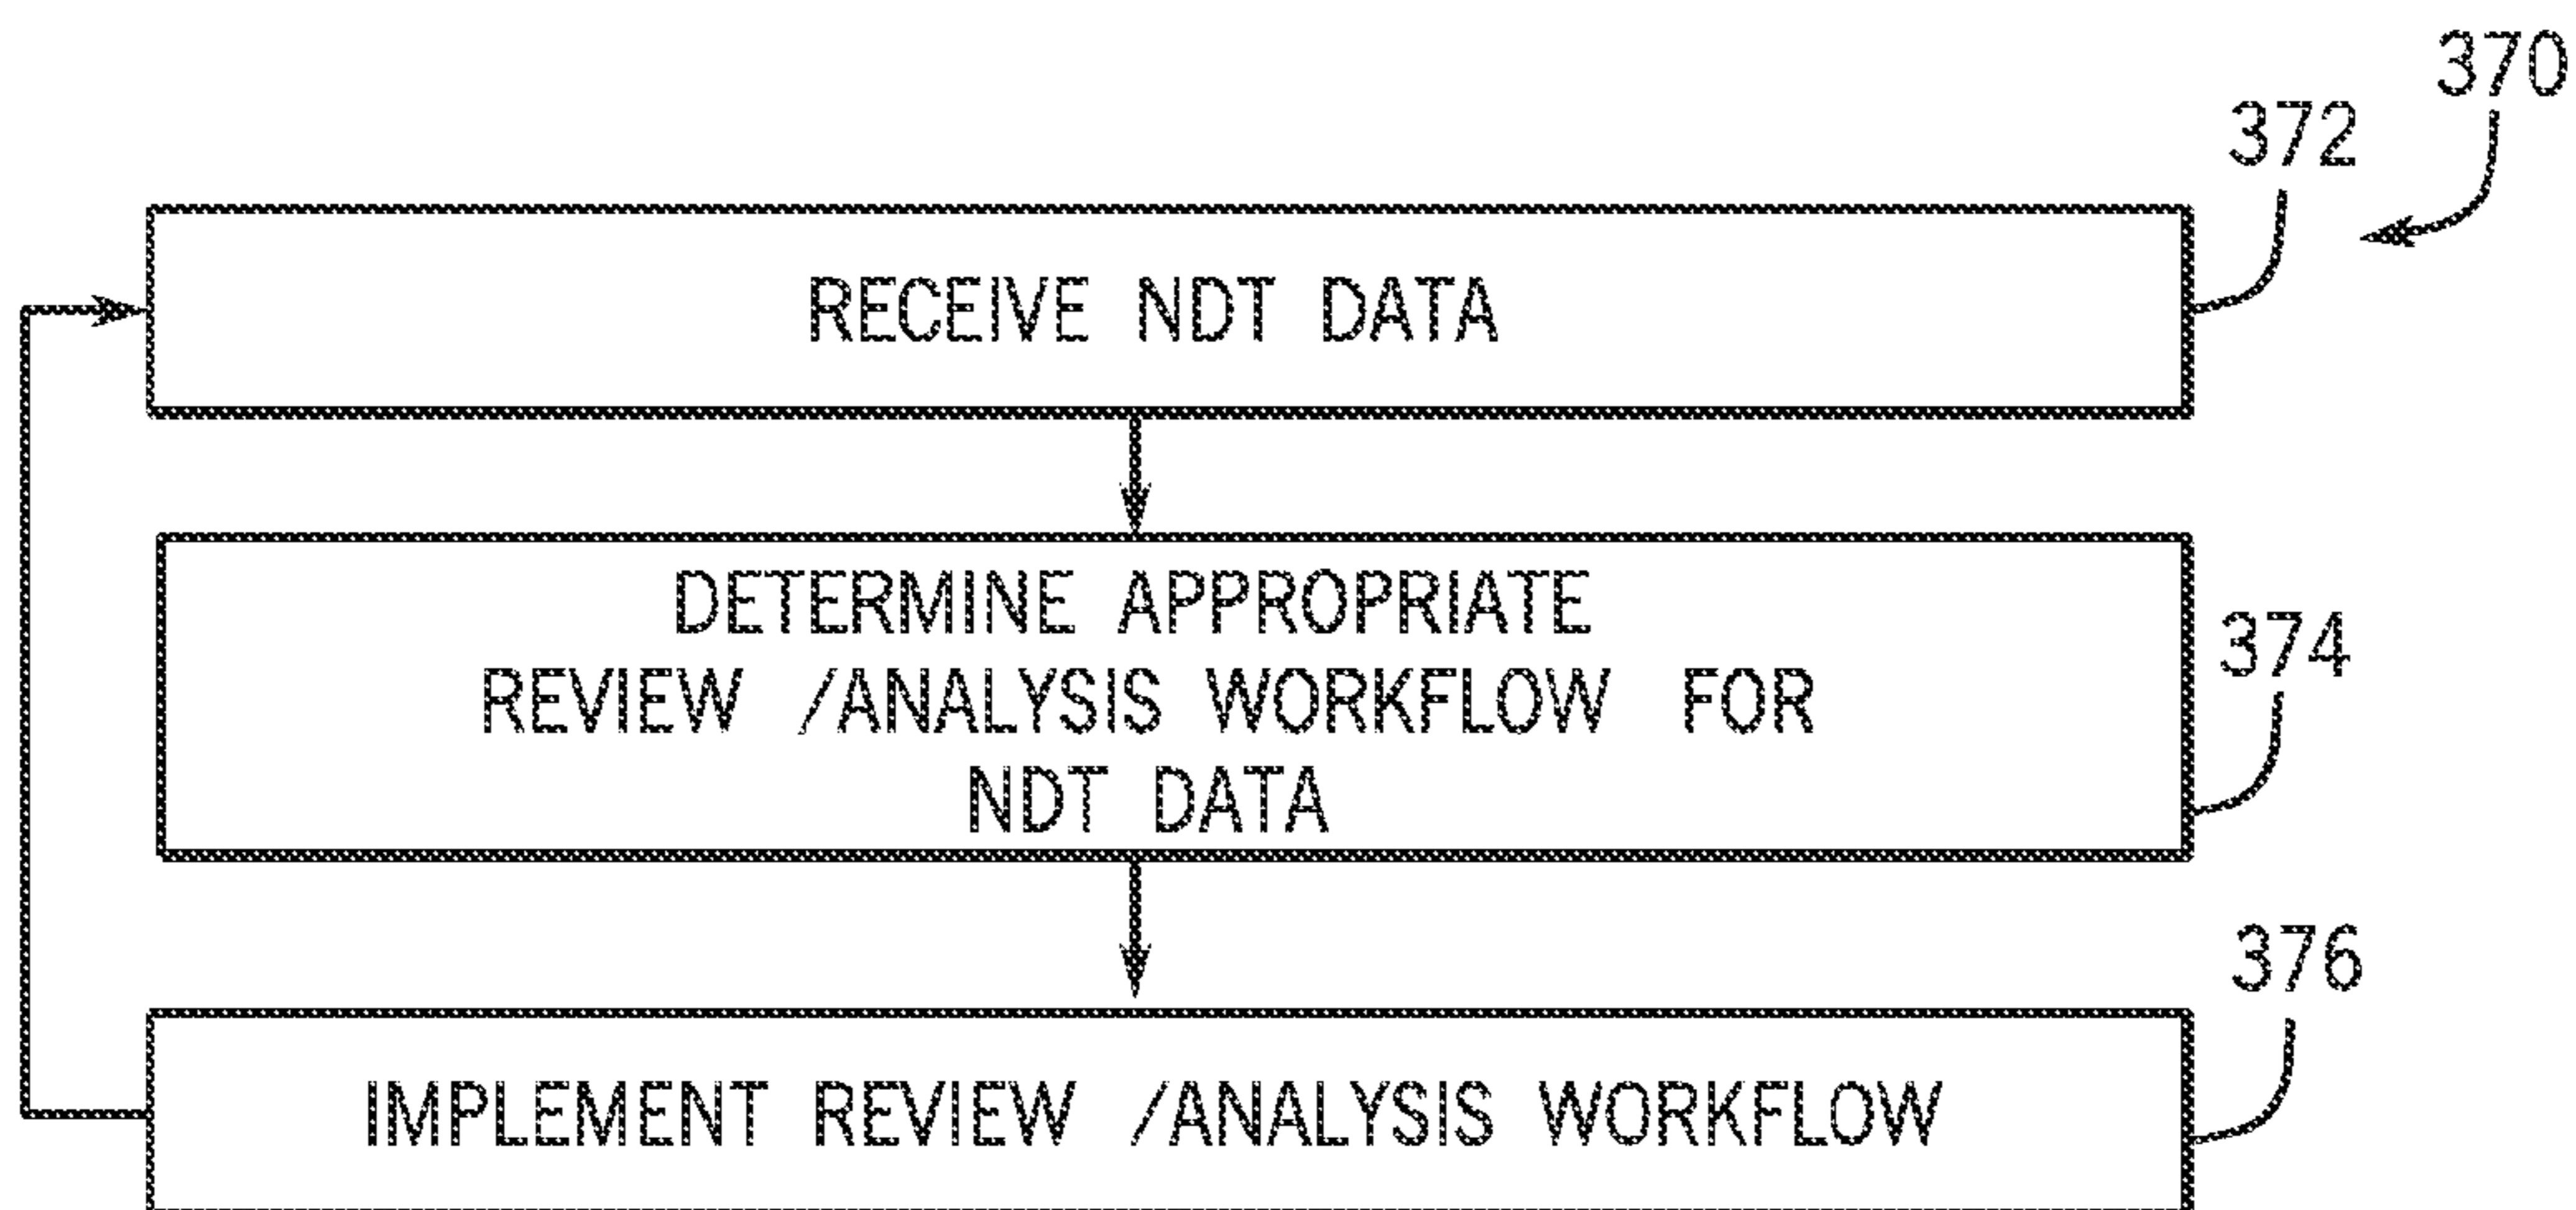 370
372
RECEIVE NDT DATA
DETERMINE APPROPRIATE
REVIEW /ANALYSIS WORKFLOW FOR
NDT DATA
374
376
IMPLEMENT REVIEW /ANALYSIS WORKFLOW